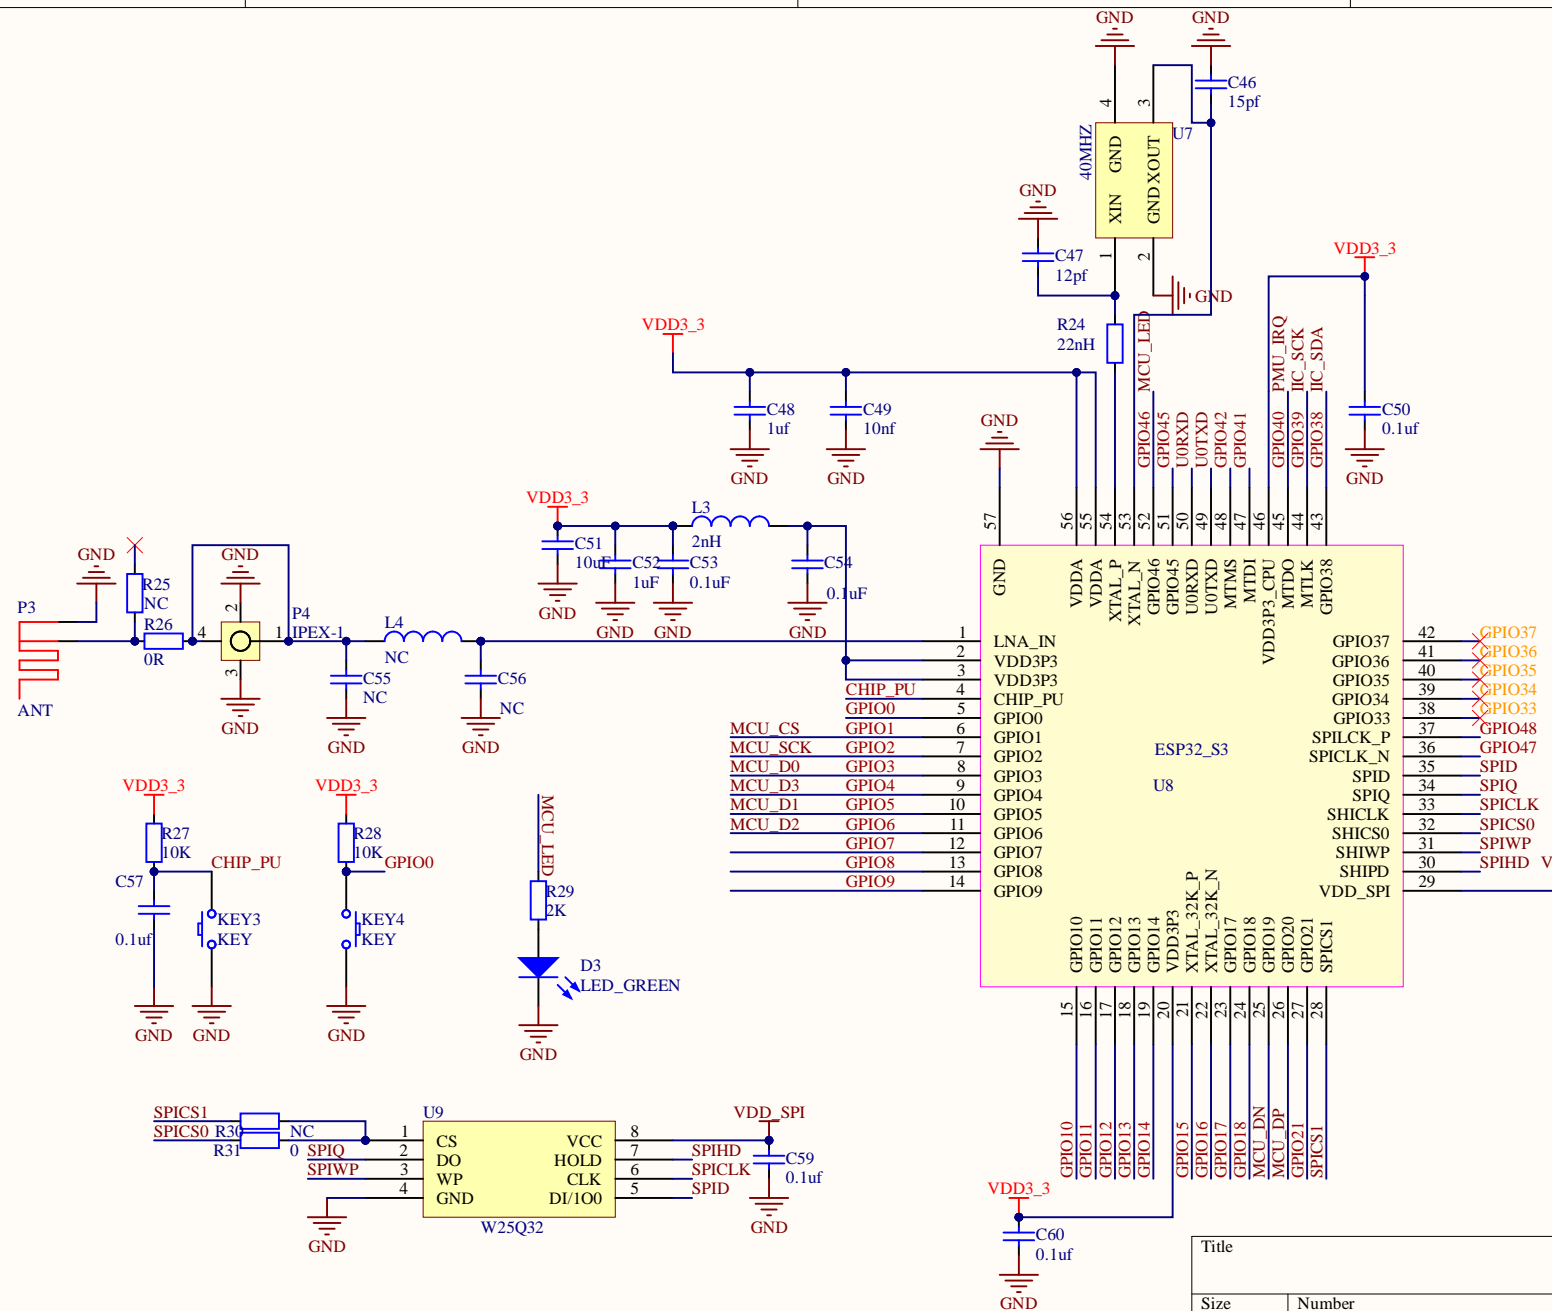 GND
GND
C46
15pf
4
3
U7
40MHZ
GND
XOUT
XIN
GND
GND
C47
12pf
1
2
GND
VDD3_3
R24
22nH
MCU_LED
PMU_IRQ
IIC_SCK
IIC_SDA
VDD3_3
C48
1uf
C49
10nf
GND
GND
GND
GPIO46
GPIO45
U0RXD
U0TXD
GPIO42
GPIO41
GPIO40
GPIO39
GPIO38
C50
0.1uf
GND
VDD3_3
L3
2nH
C51
10uF
C52
1uF
C53
0.1uF
C54
0.1uF
GND
GND
GND
GND
57
56
55
54
53
52
51
50
49
48
47
46
45
44
43
GND
VDDA
VDDA
XTAL_P
XTAL_N
GPIO46
GPIO45
U0RXD
U0TXD
MTMS
MTDI
VDD3P3_CPU
MTDO
MTLK
GPIO38
GND
R25
NC
GND
P3
R26
0R
4
2
1
3
P4
IPEX-1
L4
NC
ANT
GND
C55
NC
C56
NC
GND
GND
1 LNA_IN
2 VDD3P3
3 VDD3P3
CHIP_PU 4 CHIP_PU
GPIO0 5 GPIO0
MCU_CS GPIO1 6 GPIO1
MCU_SCK GPIO2 7 GPIO2
MCU_D0 GPIO3 8 GPIO3
MCU_D3 GPIO4 9 GPIO4
MCU_D1 GPIO5 10 GPIO5
MCU_D2 GPIO6 11 GPIO6
GPIO7 12 GPIO7
GPIO8 13 GPIO8
GPIO9 14 GPIO9
ESP32_S3
U8
GPIO37 42 GPIO37
GPIO36 41 GPIO36
GPIO35 40 GPIO35
GPIO34 39 GPIO34
GPIO33 38 GPIO33
SPILCK_P 37 GPIO48
SPICLK_N 36 GPIO47
SPID 35 SPID
SPIQ 34 SPIQ
SHICLK 33 SPICLK
SHICS0 32 SPICS0
SHIWP 31 SPIWP
SHIPD 30 SPIHD V
VDD_SPI 29
GPIO10
GPIO11
GPIO12
GPIO13
GPIO14
VDD3P3
XTAL_32K_P
XTAL_32K_N
GPIO17
GPIO18
GPIO19
GPIO20
GPIO21
SPICS1
15
16
17
18
19
20
21
22
23
24
25
26
27
28
GPIO10
GPIO11
GPIO12
GPIO13
GPIO14
GPIO15
GPIO16
GPIO17
GPIO18
MCU_DN
MCU_DP
GPIO21
SPICS1
VDD3_3
R27
10K
CHIP_PU
C57
0.1uf
KEY3
KEY
GND
GND
VDD3_3
R28
10K
GPIO0
KEY4
KEY
GND
MCU_LED
R29
2K
D3
LED_GREEN
GND
SPICS1
SPICS0
R30
NC
R31
0
SPIQ
SPIWP
U9
1 CS VCC 8
2 DO HOLD 7 SPIHD
3 WP CLK 6 SPICLK
4 GND DI/1O0 5 SPID
W25Q32
GND
VDD_SPI
C59
0.1uf
GND
VDD3_3
C60
0.1uf
GND
Title
Size
Number